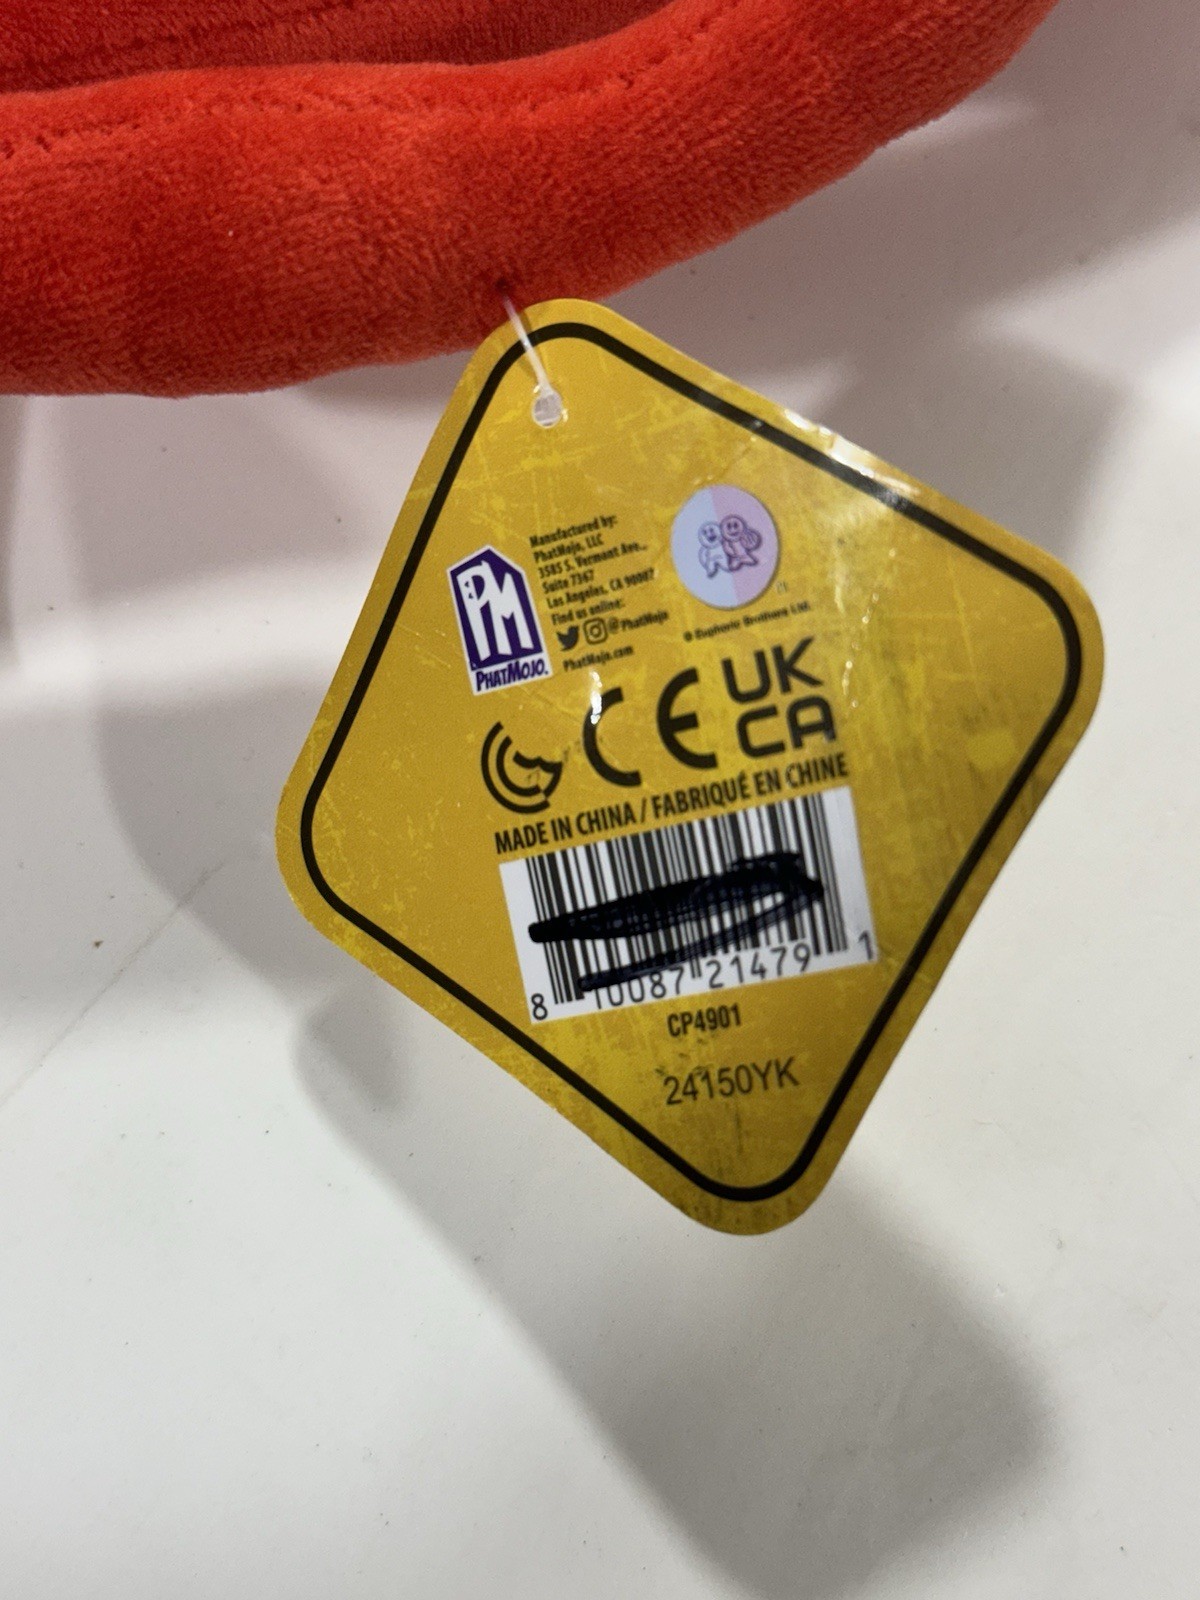 PM
PHATMOJO.
Manufactured by:
PhatMojo, LLC
3585 S. Vermont Ave.,
Suite 7367
Los Angeles, CA 90007
Find us online:
@PhatMojo
PhatMojo.com
© Euphoric Brothers Ltd.
CE
UK
CA
MADE IN CHINA / FABRIQUÉ EN CHINE
8 10087 21479 1
CP4901
24150YK